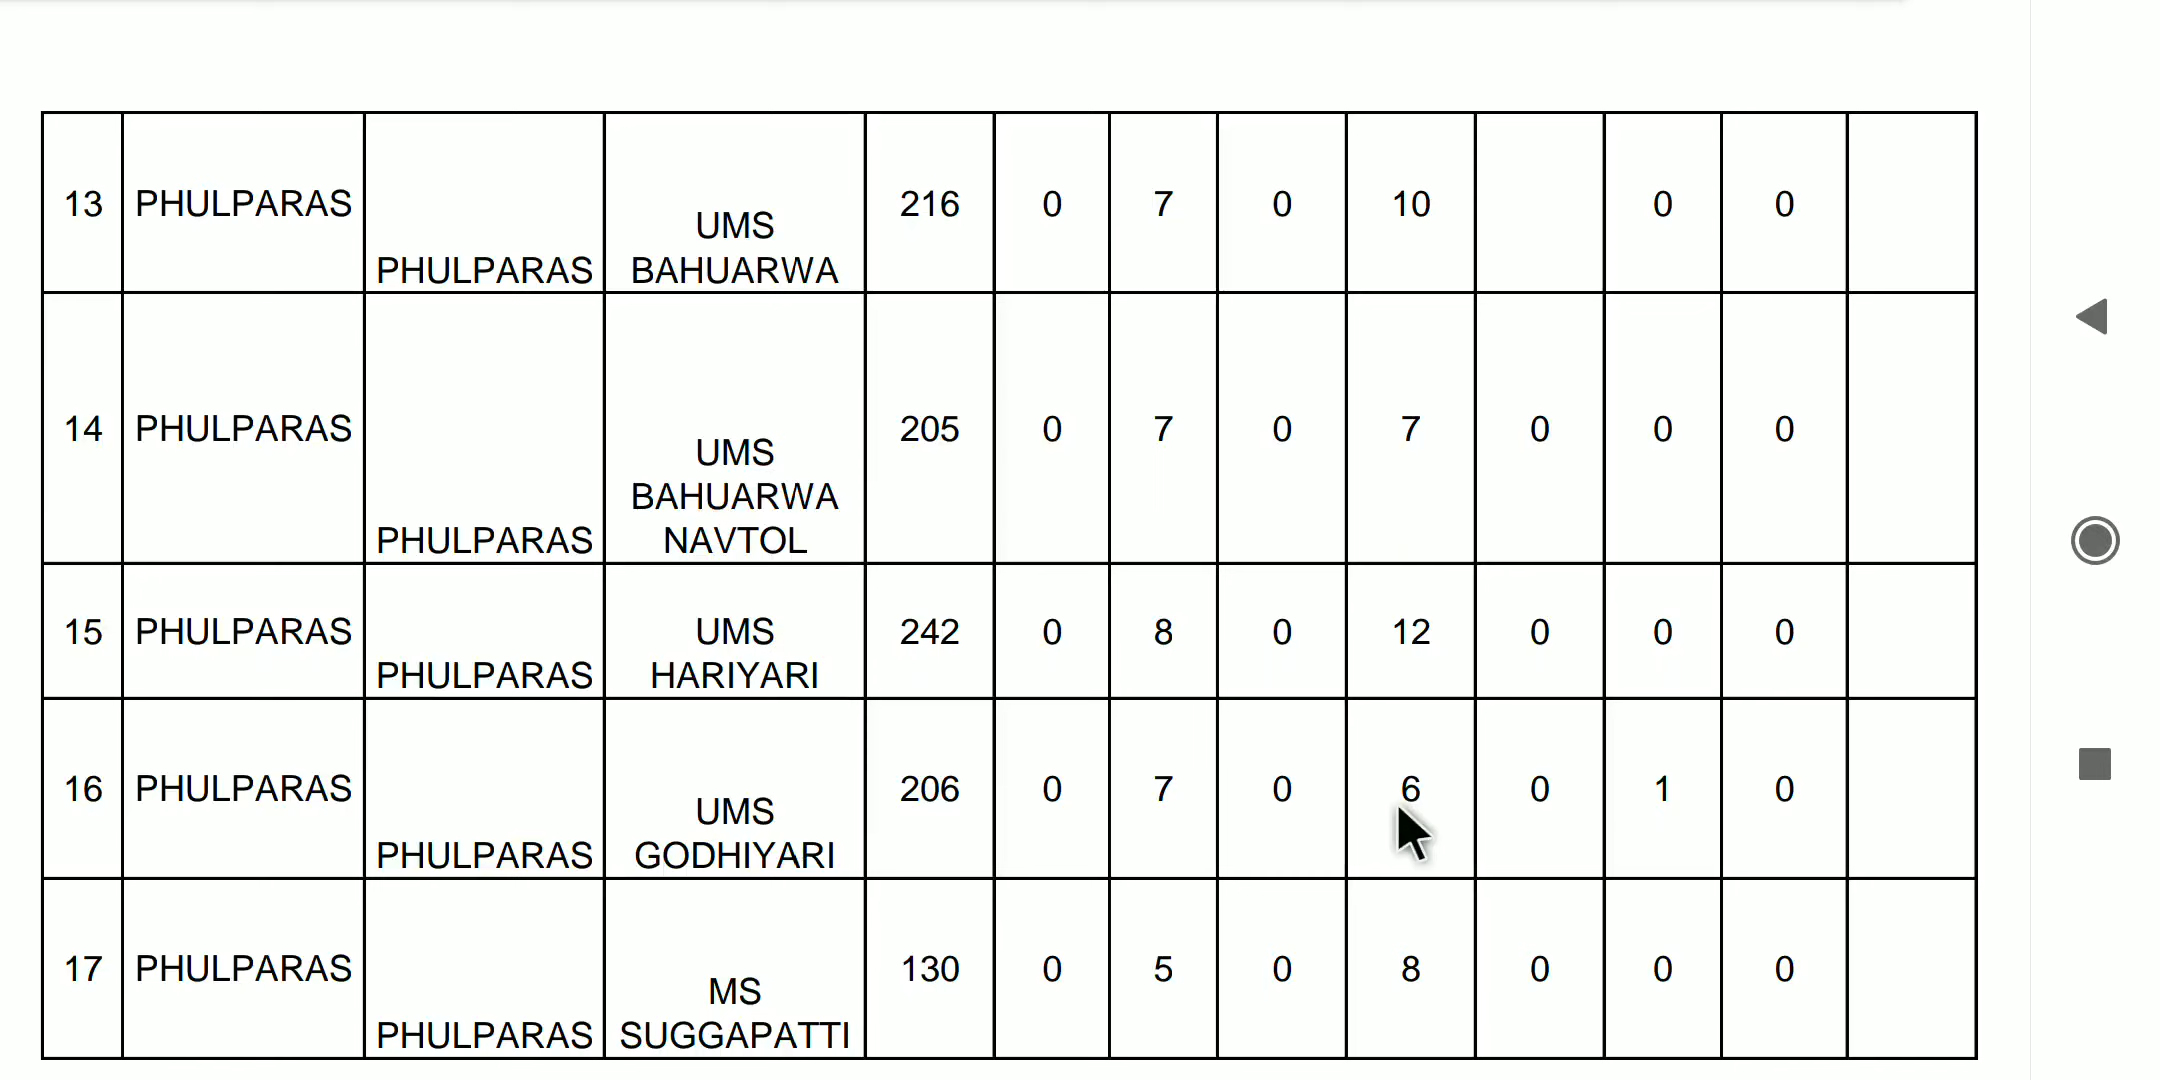 13 PHULPARAS PHULPARAS UMS BAHUARWA 216 0 7 0 10 0 0
14 PHULPARAS PHULPARAS UMS BAHUARWA NAVTOL 205 0 7 0 7 0 0 0
15 PHULPARAS PHULPARAS UMS HARIYARI 242 0 8 0 12 0 0 0
16 PHULPARAS PHULPARAS UMS GODHIYARI 206 0 7 0 6 0 1 0
17 PHULPARAS PHULPARAS MS SUGGAPATTI 130 0 5 0 8 0 0 0